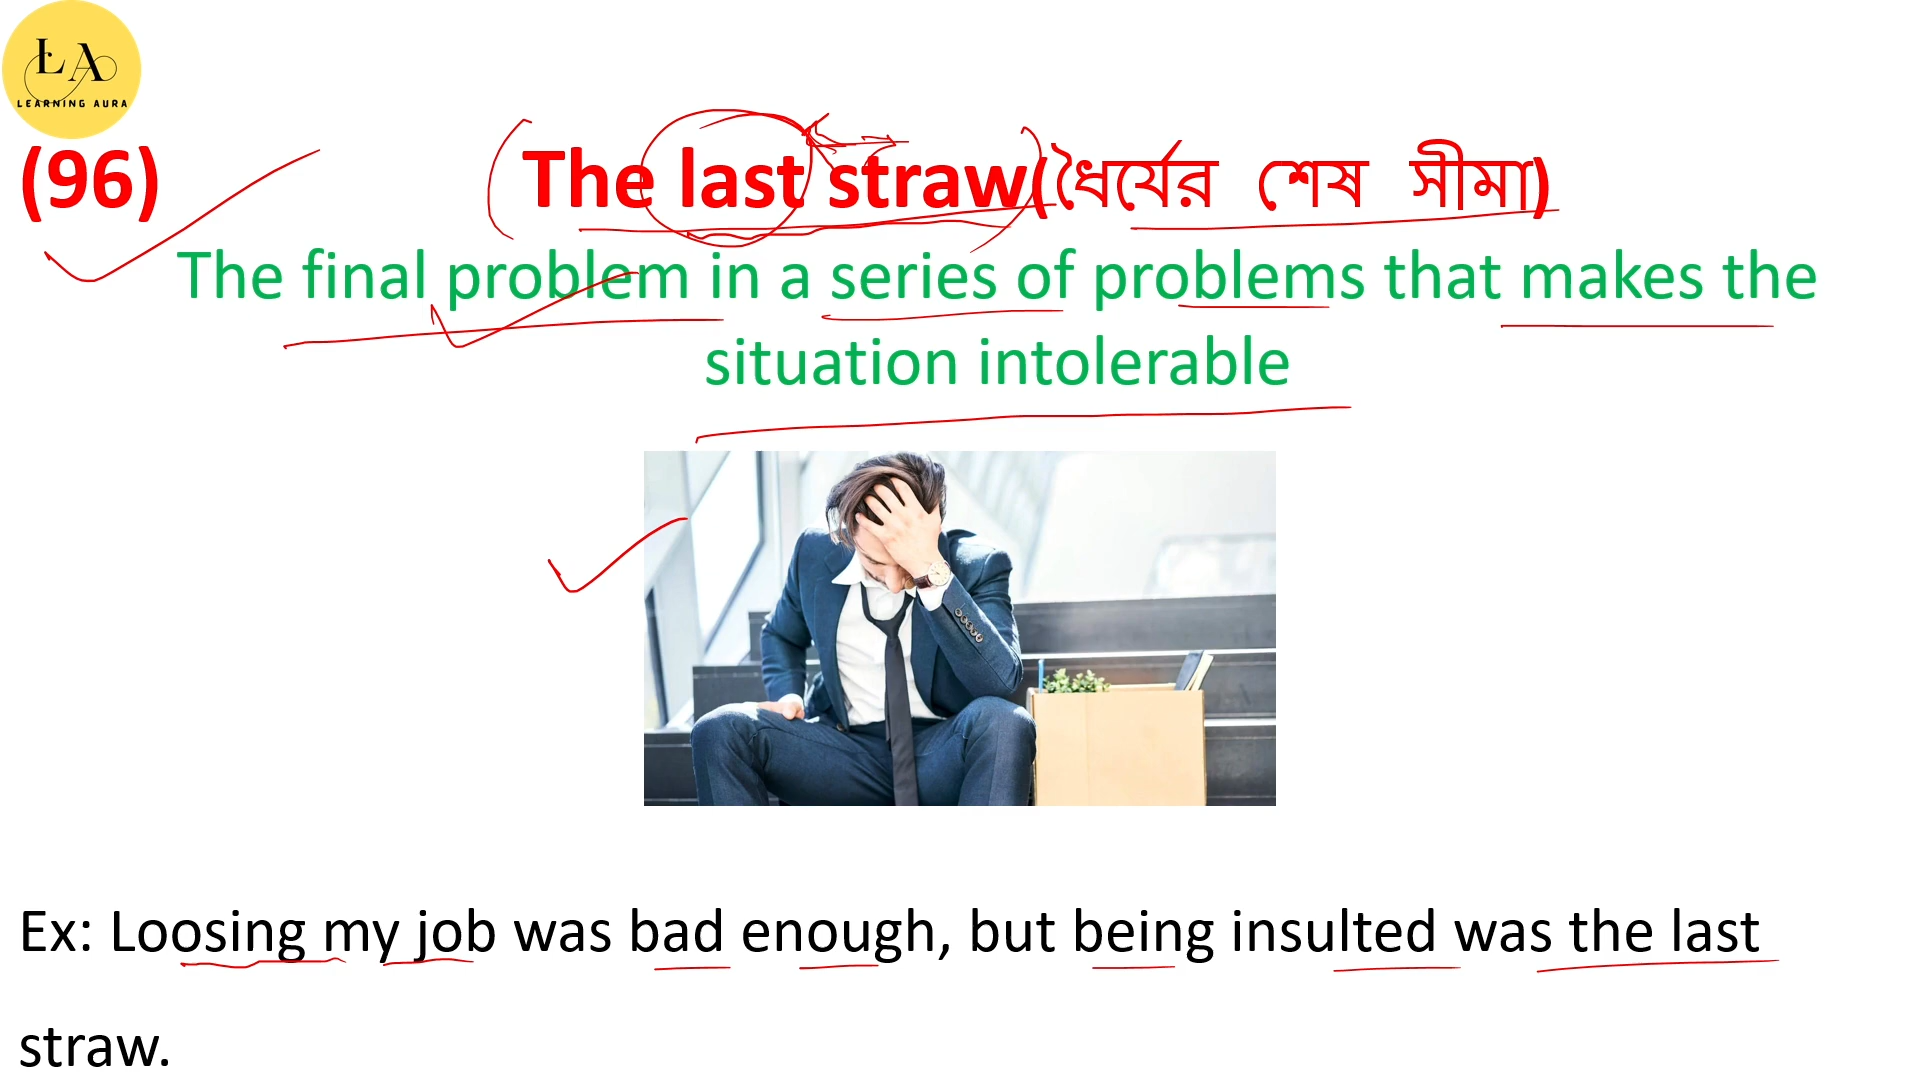 LA
LEARNING AURA
(96) The last straw(ধৈর্যের শেষ সীমা)
The final problem in a series of problems that makes the
situation intolerable
Ex: Loosing my job was bad enough, but being insulted was the last
straw.